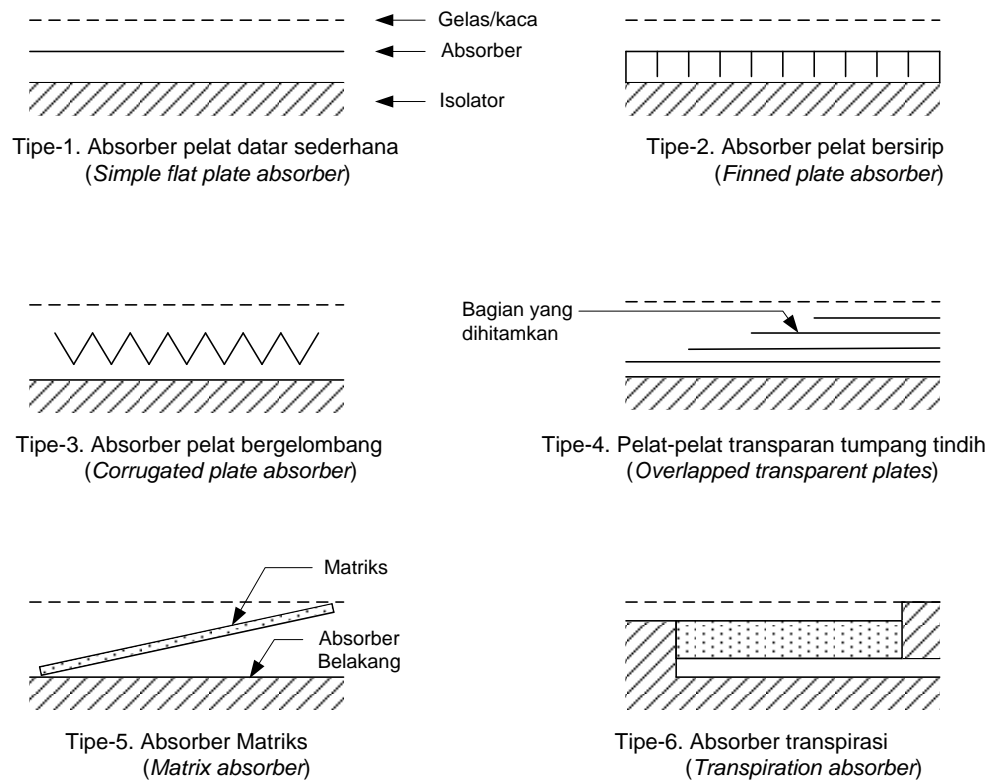 Gelas/kaca
Absorber
Isolator
Tipe-1. Absorber pelat datar sederhana
(Simple flat plate absorber)
Tipe-2. Absorber pelat bersirip
(Finned plate absorber)
Tipe-3. Absorber pelat bergelombang
(Corrugated plate absorber)
Bagian yang
dihitamkan
Tipe-4. Pelat-pelat transparan tumpang tindih
(Overlapped transparent plates)
Matriks
Absorber
Belakang
Tipe-5. Absorber Matriks
(Matrix absorber)
Tipe-6. Absorber transpirasi
(Transpiration absorber)